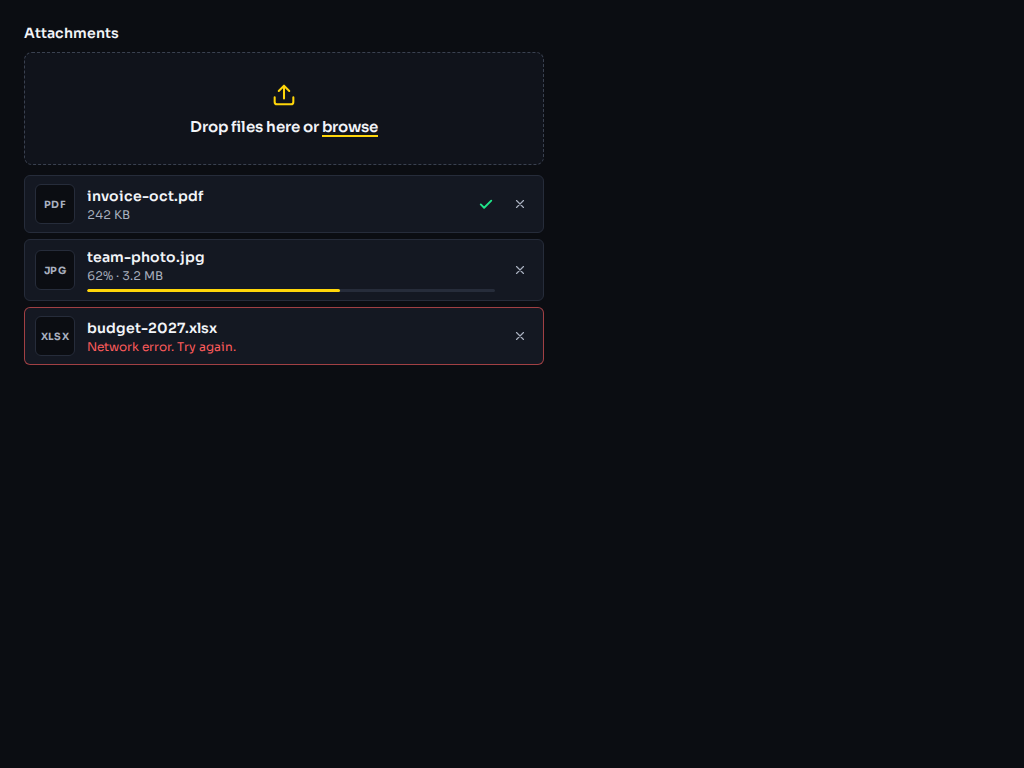 Attachments
Drop files here or browse
PDF
invoice-oct.pdf
242 KB
JPG
team-photo.jpg
62% · 3.2 MB
XLSX
budget-2027.xlsx
Network error. Try again.